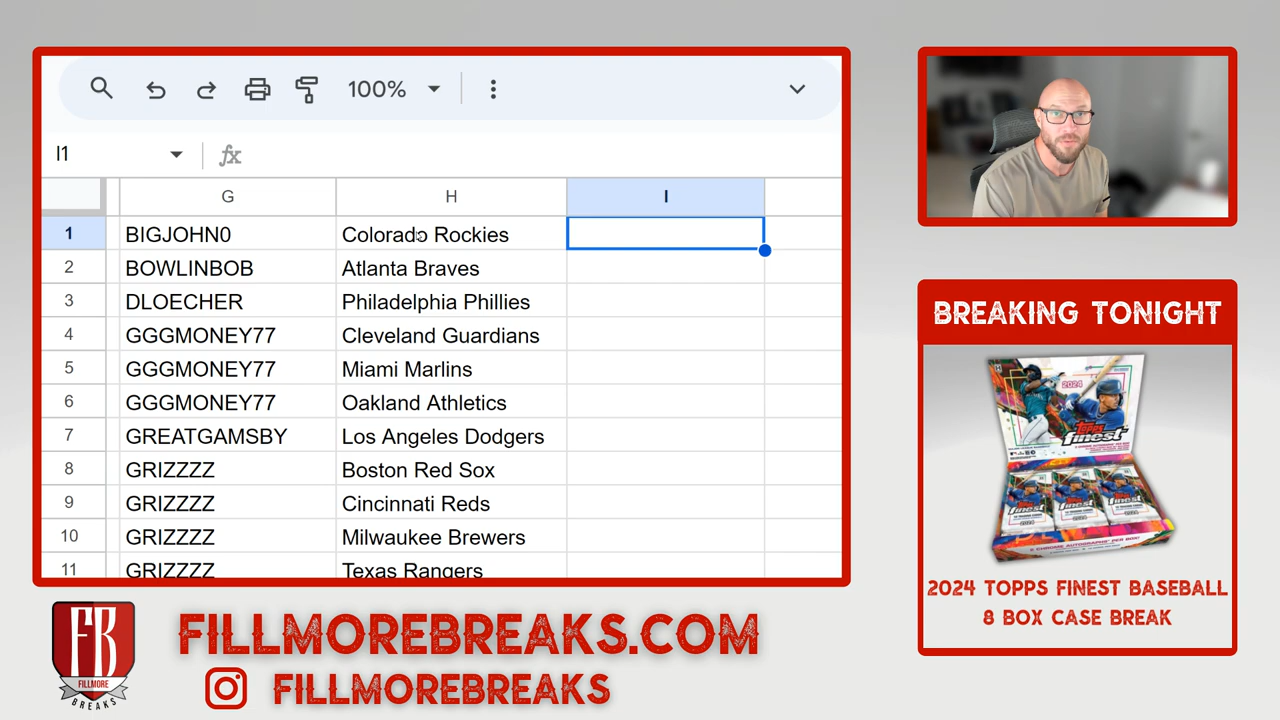 100%
I1
fx
G H I
1 BIGJOHN0 Colorado Rockies
2 BOWLINBOB Atlanta Braves
3 DLOECHER Philadelphia Phillies
4 GGGMONEY77 Cleveland Guardians
5 GGGMONEY77 Miami Marlins
6 GGGMONEY77 Oakland Athletics
7 GREATGAMSBY Los Angeles Dodgers
8 GRIZZZZ Boston Red Sox
9 GRIZZZZ Cincinnati Reds
10 GRIZZZZ Milwaukee Brewers
11 GRIZZZZ Texas Rangers
BREAKING TONIGHT
2024
Topps
finest
2024 TOPPS FINEST BASEBALL
8 BOX CASE BREAK
FB
FILLMORE
BREAKS
FILLMOREBREAKS.COM
FILLMOREBREAKS